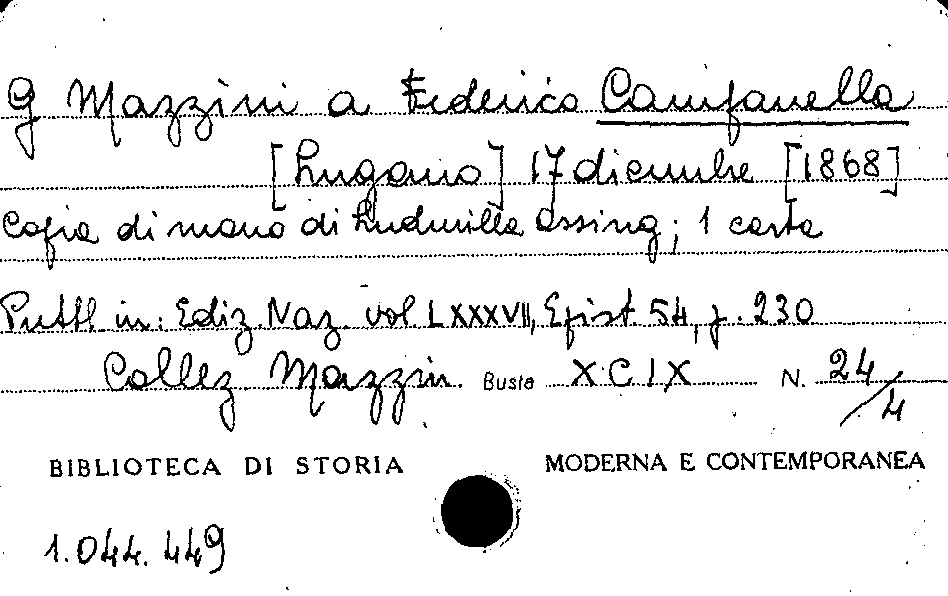 G Mazzini a Federico Campanella
[Lugano] 17 dicembre [1868]
Copia di mano di Ludmilla Assing; 1 carta
Pubbl. in: Ediz. Naz. vol. LXXXVII, Epist. 54, p. 230
Collez. Mazzini. Busta XCIX N. 24/4
BIBLIOTECA DI STORIA MODERNA E CONTEMPORANEA
1.044.449